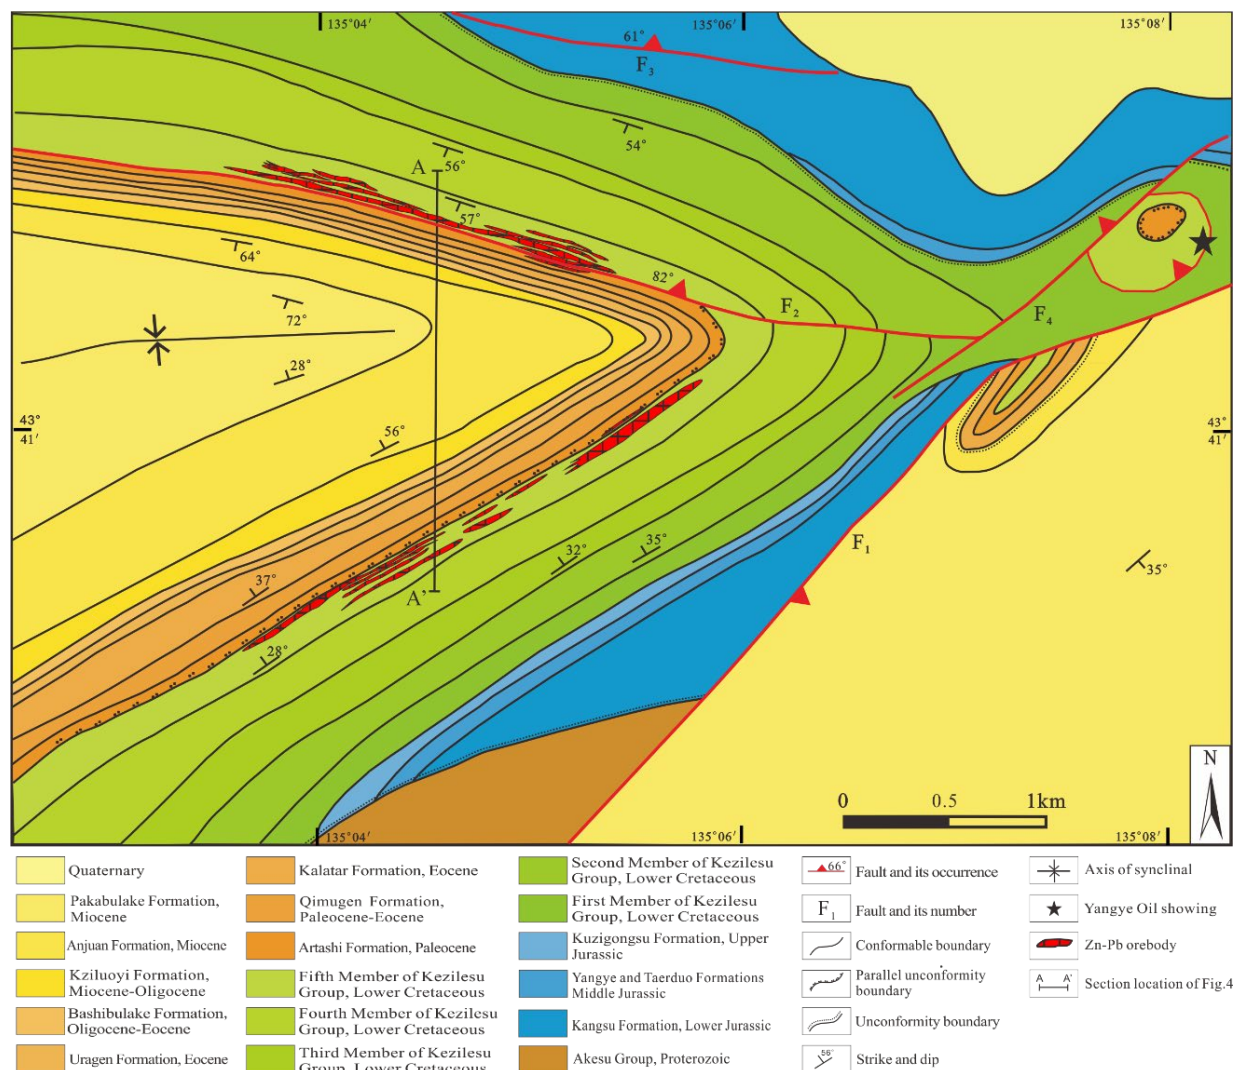 135°04′
135°06′
135°08′
61°
F3
54°
A
56°
57°
64°
82°
72°
F2
F4
28°
43°
41′
43°
41′
56°
F1
32°
35°
35°
37°
A'
28°
N
0 0.5 1km
135°04′
135°06′
135°08′
Quaternary
Pakabulake Formation,
Miocene
Anjuan Formation, Miocene
Kziluoyi Formation,
Miocene-Oligocene
Bashibulake Formation,
Oligocene-Eocene
Uragen Formation, Eocene
Kalatar Formation, Eocene
Qimugen Formation,
Paleocene-Eocene
Artashi Formation, Paleocene
Fifth Member of Kezilesu
Group, Lower Cretaceous
Fourth Member of Kezilesu
Group, Lower Cretaceous
Third Member of Kezilesu
Group, Lower Cretaceous
Second Member of Kezilesu
Group, Lower Cretaceous
First Member of Kezilesu
Group, Lower Cretaceous
Kuzigongsu Formation, Upper
Jurassic
Yangye and Taerduo Formations
Middle Jurassic
Kangsu Formation, Lower Jurassic
Akesu Group, Proterozoic
66° Fault and its occurrence
F1 Fault and its number
Conformable boundary
Parallel unconformity
boundary
Unconformity boundary
56° Strike and dip
Axis of synclinal
Yangye Oil showing
Zn-Pb orebody
A A' Section location of Fig.4